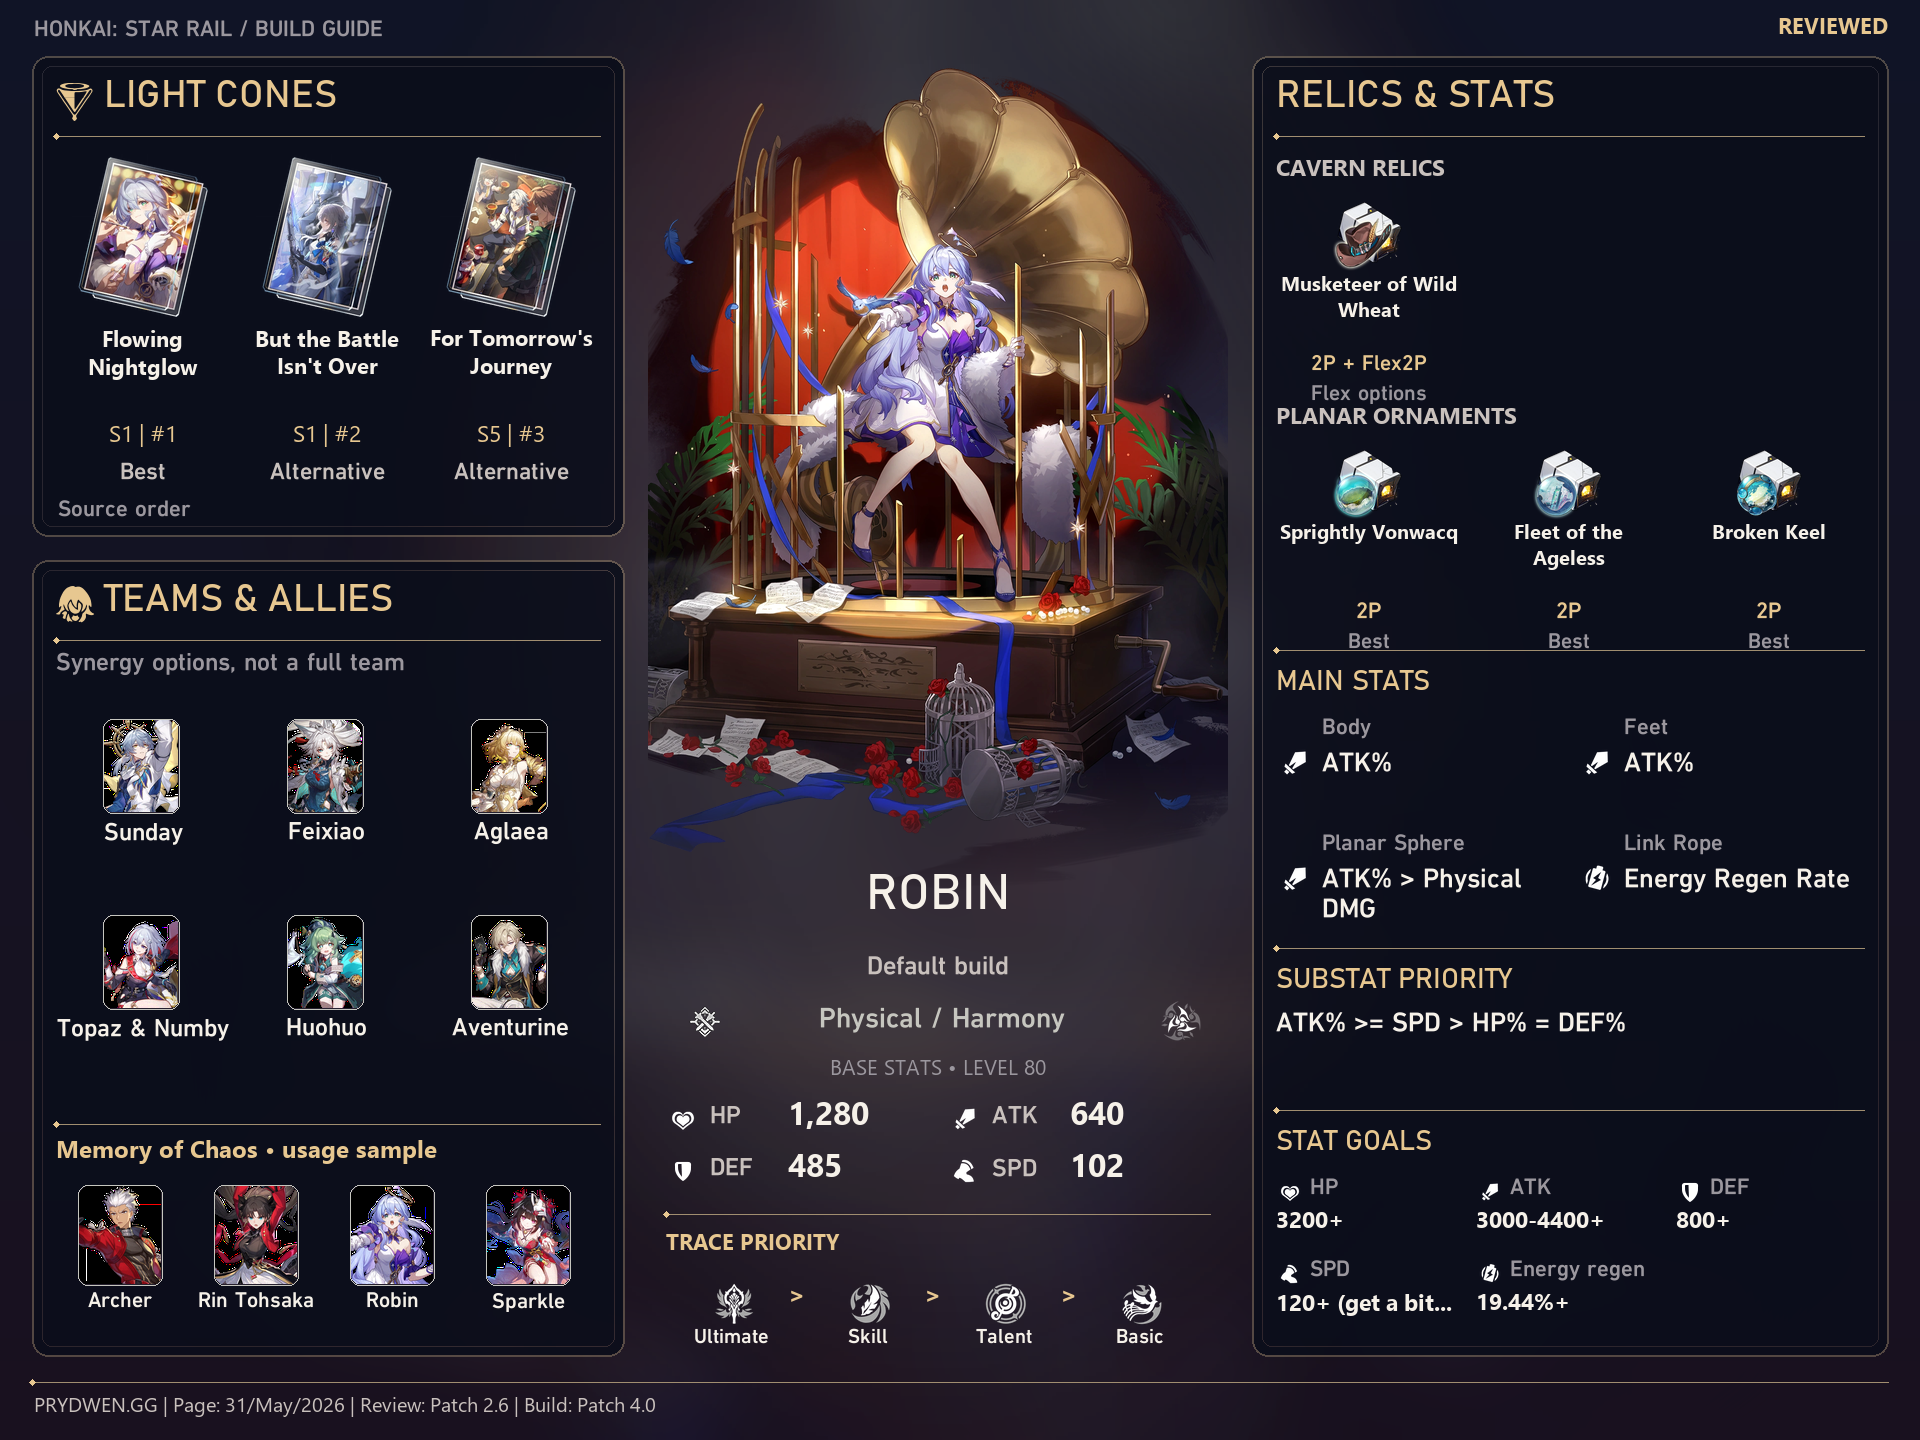 HONKAI: STAR RAIL / BUILD GUIDE
REVIEWED
LIGHT CONES
Flowing
Nightglow
S1 | #1
Best
But the Battle
Isn't Over
S1 | #2
Alternative
For Tomorrow's
Journey
S5 | #3
Alternative
Source order
TEAMS & ALLIES
Synergy options, not a full team
Sunday
Feixiao
Aglaea
Topaz & Numby
Huohuo
Aventurine
Memory of Chaos • usage sample
Archer
Rin Tohsaka
Robin
Sparkle
ROBIN
Default build
Physical / Harmony
BASE STATS • LEVEL 80
HP 1,280
ATK 640
DEF 485
SPD 102
TRACE PRIORITY
Ultimate > Skill > Talent > Basic
RELICS & STATS
CAVERN RELICS
Musketeer of Wild
Wheat
2P + Flex2P
Flex options
PLANAR ORNAMENTS
Sprightly Vonwacq
2P
Best
Fleet of the
Ageless
2P
Best
Broken Keel
2P
Best
MAIN STATS
Body
ATK%
Feet
ATK%
Planar Sphere
ATK% > Physical
DMG
Link Rope
Energy Regen Rate
SUBSTAT PRIORITY
ATK% >= SPD > HP% = DEF%
STAT GOALS
HP
3200+
ATK
3000-4400+
DEF
800+
SPD
120+ (get a bit...
Energy regen
19.44%+
PRYDWEN.GG | Page: 31/May/2026 | Review: Patch 2.6 | Build: Patch 4.0